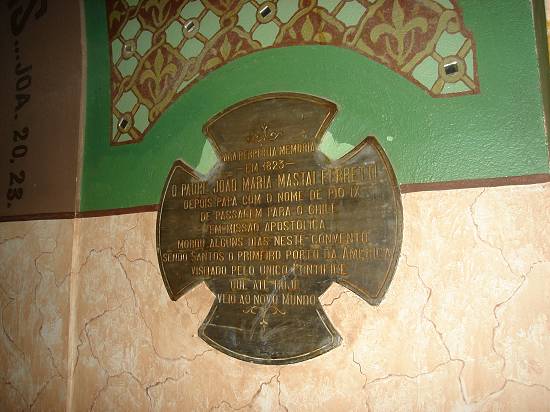 S...JOA. 20, 23.
PARA PERPETUA MEMORIA
EM 1823
O PADRE JOÃO MARIA MASTAI FERRETTI
DEPOIS PAPA COM O NOME DE PIO IX
DE PASSAGEM PARA O CHILE
EM MISSÃO APOSTOLICA
MOROU ALGUNS DIAS NESTE CONVENTO
SENDO SANTOS O PRIMEIRO PORTO DA AMERICA
VISITADO PELO UNICO PONTIFICE
QUE ATÉ HOJE
VEIO AO NOVO MUNDO